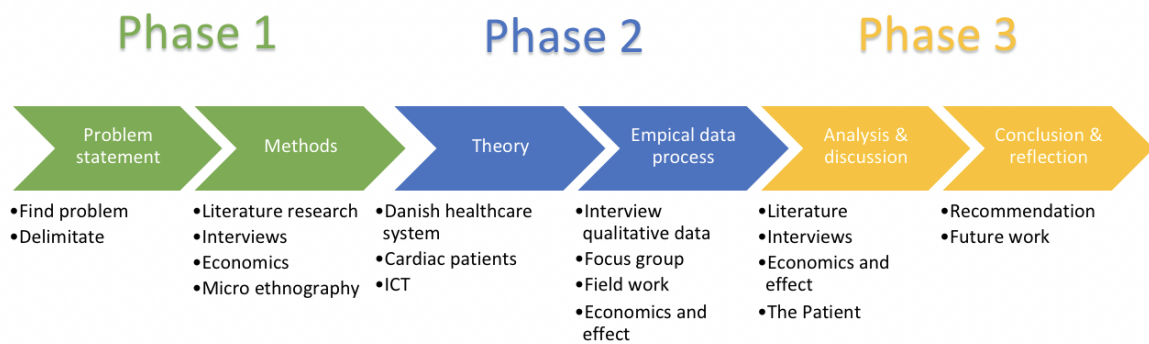 Phase 1
Phase 2
Phase 3
Problem
statement
Methods
Theory
Empical data
process
Analysis &
discussion
Conclusion &
reflection
•Find problem
•Delimitate
•Literature research
•Interviews
•Economics
•Micro ethnography
•Danish healthcare
system
•Cardiac patients
•ICT
•Interview
qualitative data
•Focus group
•Field work
•Economics and
effect
•Literature
•Interviews
•Economics and
effect
•The Patient
•Recommendation
•Future work